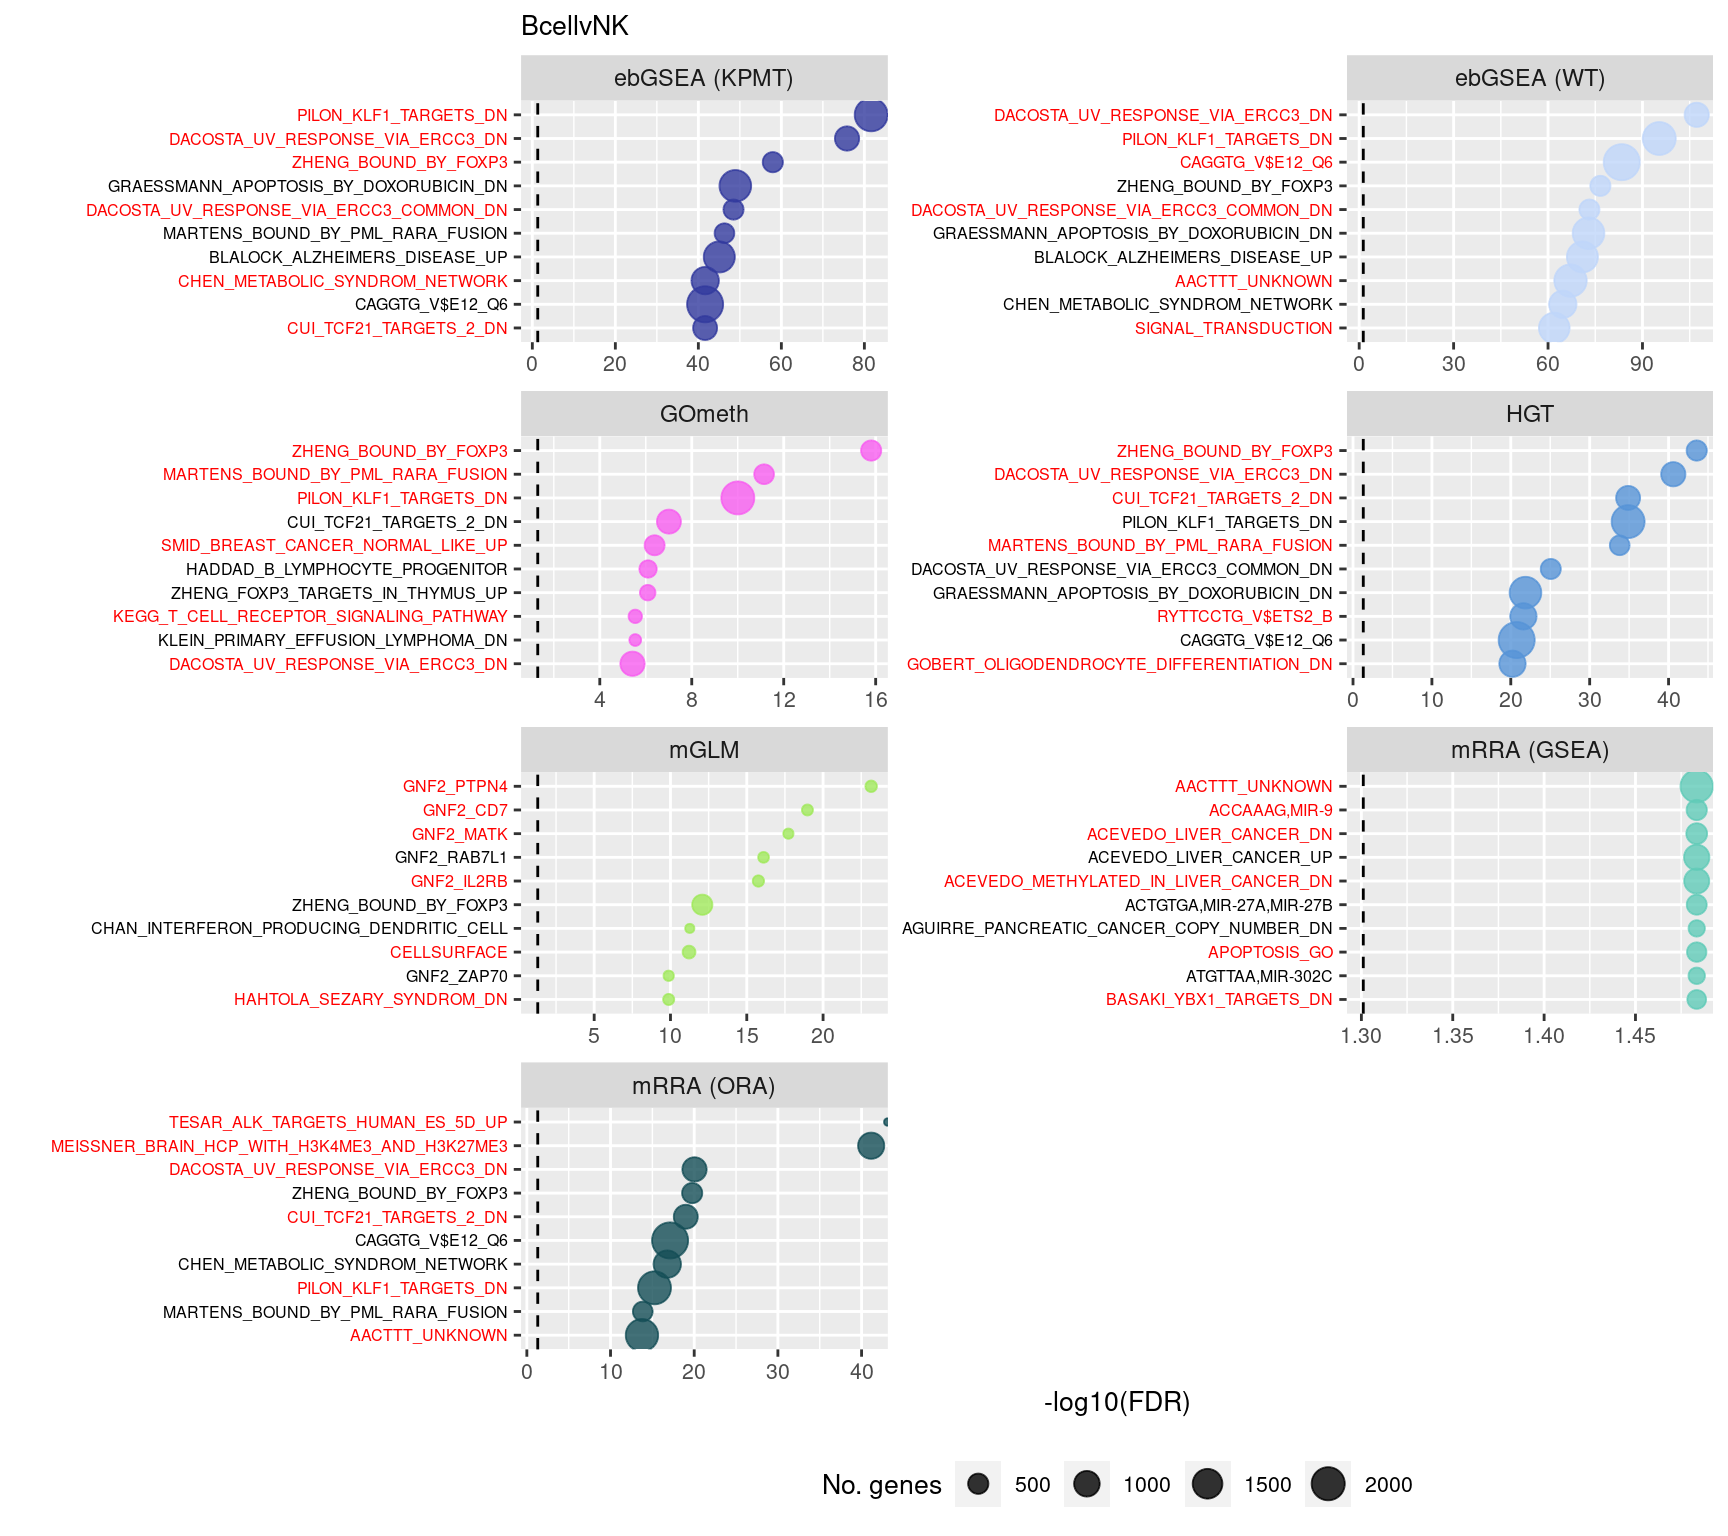 BcellvNK
ebGSEA (KPMT)
PILON_KLF1_TARGETS_DN
DACOSTA_UV_RESPONSE_VIA_ERCC3_DN
ZHENG_BOUND_BY_FOXP3
GRAESSMANN_APOPTOSIS_BY_DOXORUBICIN_DN
DACOSTA_UV_RESPONSE_VIA_ERCC3_COMMON_DN
MARTENS_BOUND_BY_PML_RARA_FUSION
BLALOCK_ALZHEIMERS_DISEASE_UP
CHEN_METABOLIC_SYNDROM_NETWORK
CAGGTG_V$E12_Q6
CUI_TCF21_TARGETS_2_DN
0 20 40 60 80
ebGSEA (WT)
DACOSTA_UV_RESPONSE_VIA_ERCC3_DN
PILON_KLF1_TARGETS_DN
CAGGTG_V$E12_Q6
ZHENG_BOUND_BY_FOXP3
DACOSTA_UV_RESPONSE_VIA_ERCC3_COMMON_DN
GRAESSMANN_APOPTOSIS_BY_DOXORUBICIN_DN
BLALOCK_ALZHEIMERS_DISEASE_UP
AACTTT_UNKNOWN
CHEN_METABOLIC_SYNDROM_NETWORK
SIGNAL_TRANSDUCTION
0 30 60 90
GOmeth
ZHENG_BOUND_BY_FOXP3
MARTENS_BOUND_BY_PML_RARA_FUSION
PILON_KLF1_TARGETS_DN
CUI_TCF21_TARGETS_2_DN
SMID_BREAST_CANCER_NORMAL_LIKE_UP
HADDAD_B_LYMPHOCYTE_PROGENITOR
ZHENG_FOXP3_TARGETS_IN_THYMUS_UP
KEGG_T_CELL_RECEPTOR_SIGNALING_PATHWAY
KLEIN_PRIMARY_EFFUSION_LYMPHOMA_DN
DACOSTA_UV_RESPONSE_VIA_ERCC3_DN
4 8 12 16
HGT
ZHENG_BOUND_BY_FOXP3
DACOSTA_UV_RESPONSE_VIA_ERCC3_DN
CUI_TCF21_TARGETS_2_DN
PILON_KLF1_TARGETS_DN
MARTENS_BOUND_BY_PML_RARA_FUSION
DACOSTA_UV_RESPONSE_VIA_ERCC3_COMMON_DN
GRAESSMANN_APOPTOSIS_BY_DOXORUBICIN_DN
RYTTCCTG_V$ETS2_B
CAGGTG_V$E12_Q6
GOBERT_OLIGODENDROCYTE_DIFFERENTIATION_DN
0 10 20 30 40
mGLM
GNF2_PTPN4
GNF2_CD7
GNF2_MATK
GNF2_RAB7L1
GNF2_IL2RB
ZHENG_BOUND_BY_FOXP3
CHAN_INTERFERON_PRODUCING_DENDRITIC_CELL
CELLSURFACE
GNF2_ZAP70
HAHTOLA_SEZARY_SYNDROM_DN
5 10 15 20
mRRA (GSEA)
AACTTT_UNKNOWN
ACCAAAG,MIR-9
ACEVEDO_LIVER_CANCER_DN
ACEVEDO_LIVER_CANCER_UP
ACEVEDO_METHYLATED_IN_LIVER_CANCER_DN
ACTGTGA,MIR-27A,MIR-27B
AGUIRRE_PANCREATIC_CANCER_COPY_NUMBER_DN
APOPTOSIS_GO
ATGTTAA,MIR-302C
BASAKI_YBX1_TARGETS_DN
1.30 1.35 1.40 1.45
mRRA (ORA)
TESAR_ALK_TARGETS_HUMAN_ES_5D_UP
MEISSNER_BRAIN_HCP_WITH_H3K4ME3_AND_H3K27ME3
DACOSTA_UV_RESPONSE_VIA_ERCC3_DN
ZHENG_BOUND_BY_FOXP3
CUI_TCF21_TARGETS_2_DN
CAGGTG_V$E12_Q6
CHEN_METABOLIC_SYNDROM_NETWORK
PILON_KLF1_TARGETS_DN
MARTENS_BOUND_BY_PML_RARA_FUSION
AACTTT_UNKNOWN
0 10 20 30 40
-log10(FDR)
No. genes 500 1000 1500 2000